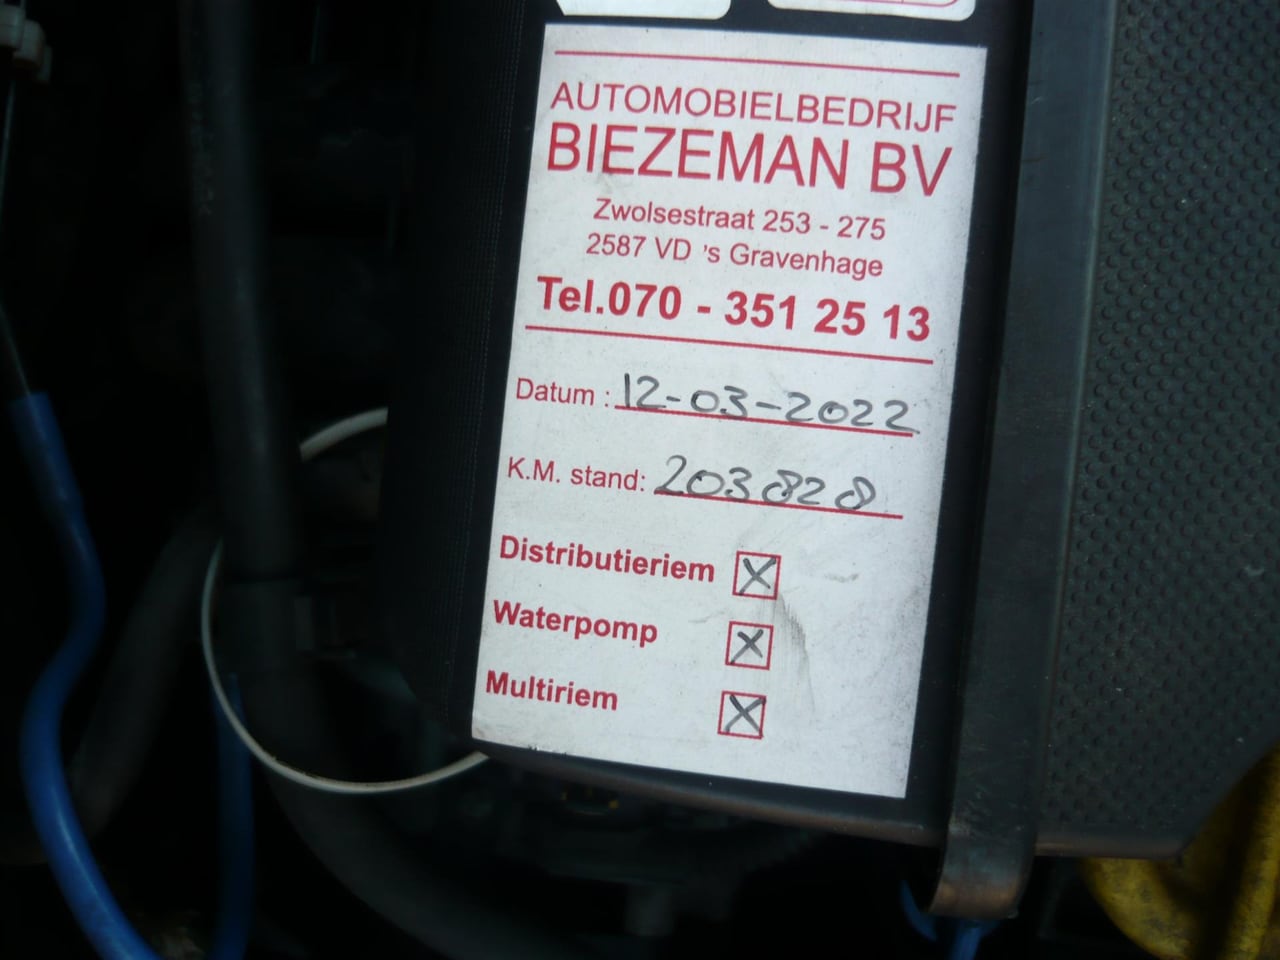 AUTOMOBIELBEDRIJF
BIEZEMAN BV
Zwolsestraat 253 - 275
2587 VD 's Gravenhage
Tel.070 - 351 25 13
Datum : 12-03-2022
K.M. stand: 203828
Distributieriem X
Waterpomp X
Multiriem X